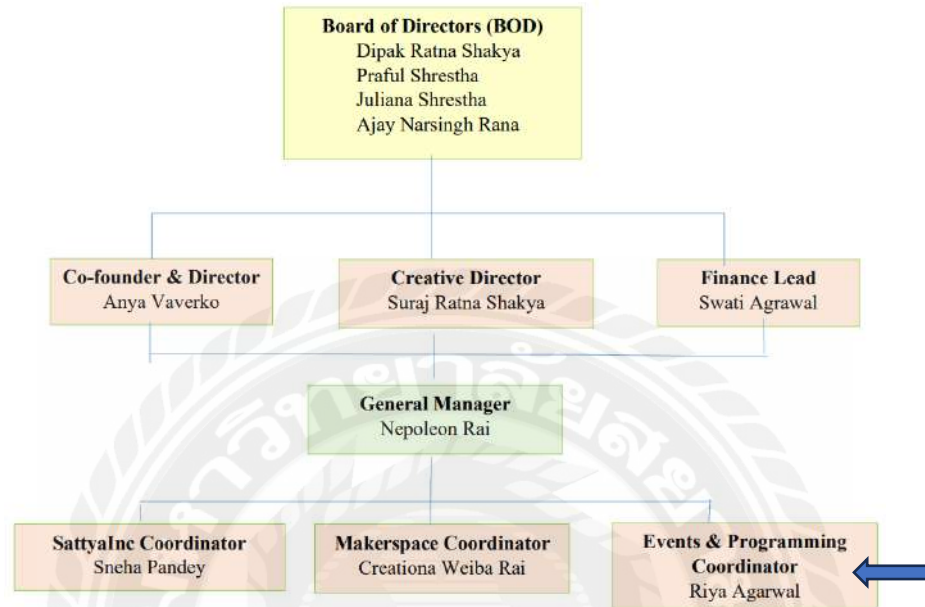 Board of Directors (BOD)
Dipak Ratna Shakya
Praful Shrestha
Juliana Shrestha
Ajay Narsingh Rana
Co-founder & Director
Anya Vaverko
Creative Director
Suraj Ratna Shakya
Finance Lead
Swati Agrawal
General Manager
Nepoleon Rai
SattyaInc Coordinator
Sneha Pandey
Makerspace Coordinator
Creationa Weiba Rai
Events & Programming
Coordinator
Riya Agarwal